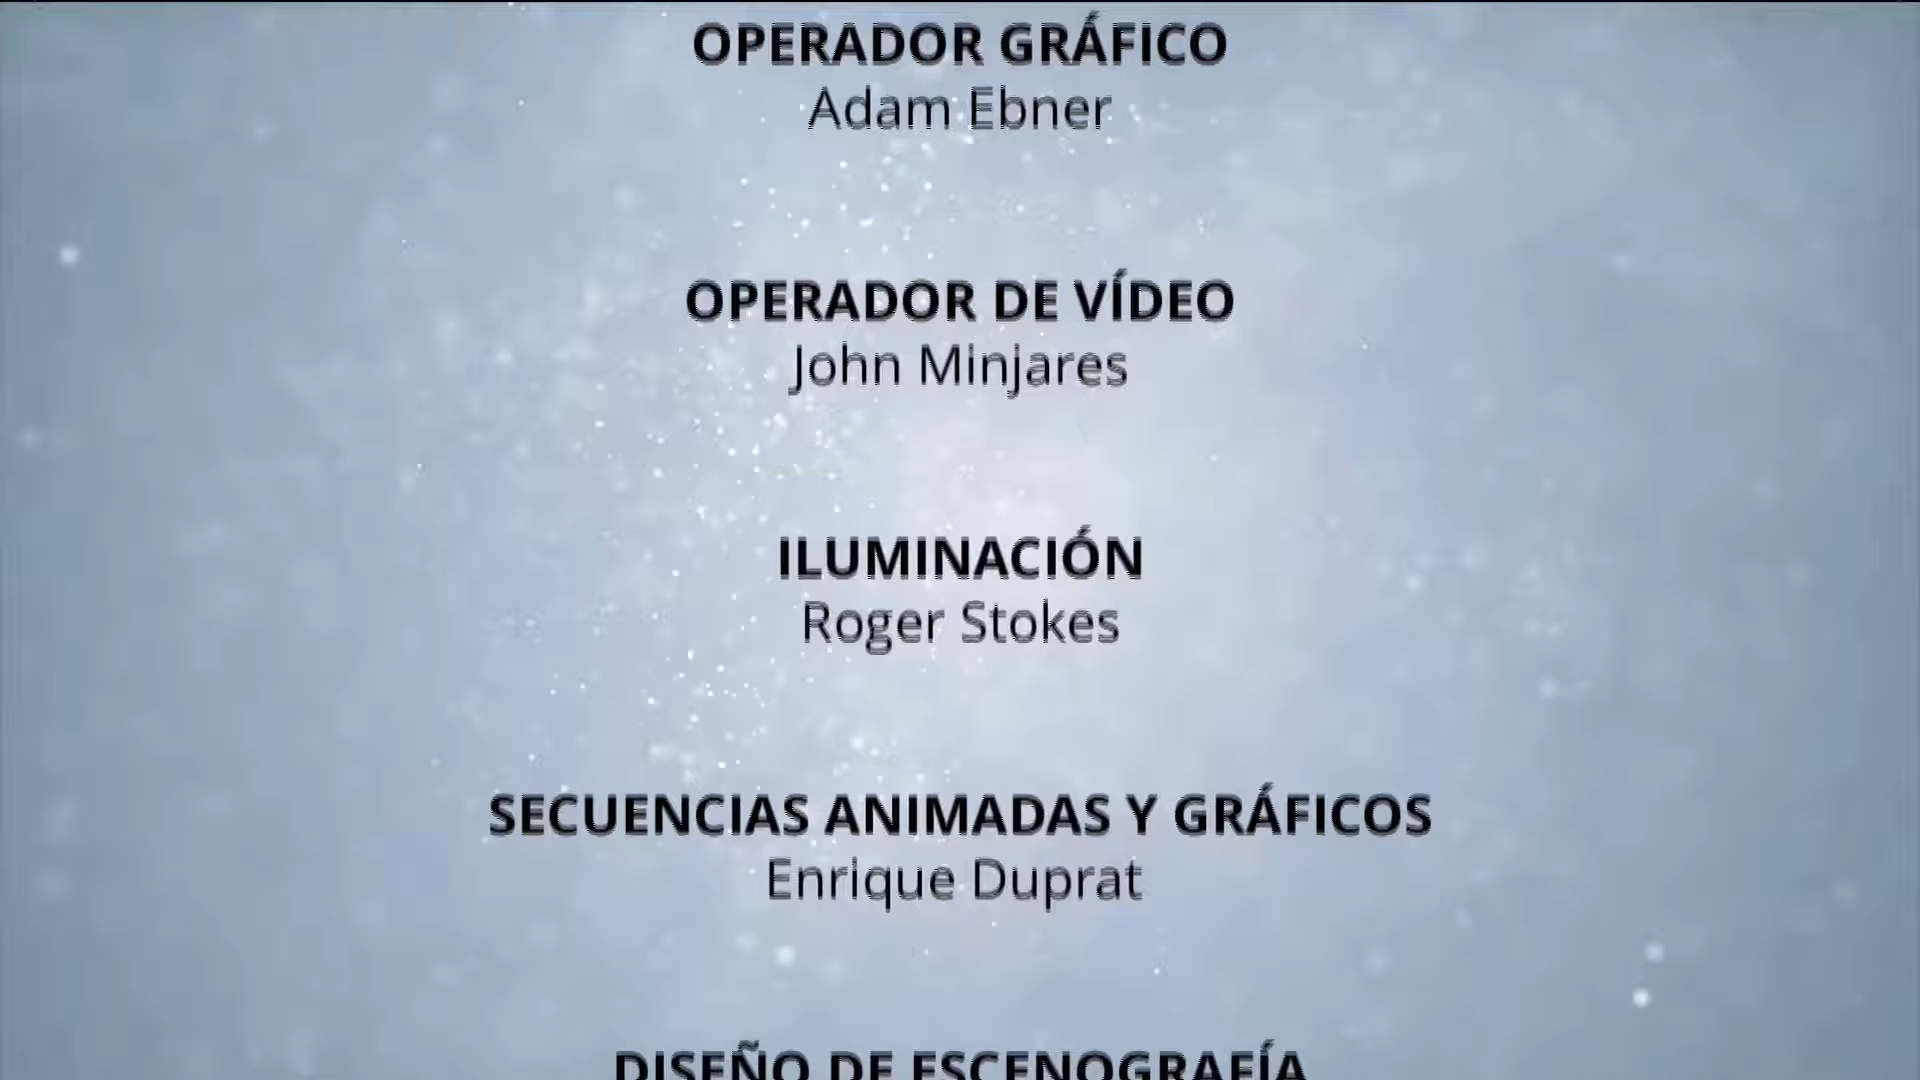 OPERADOR GRÁFICO
Adam Ebner
OPERADOR DE VÍDEO
John Minjares
ILUMINACIÓN
Roger Stokes
SECUENCIAS ANIMADAS Y GRÁFICOS
Enrique Duprat
DISEÑO DE ESCENOGRAFÍA